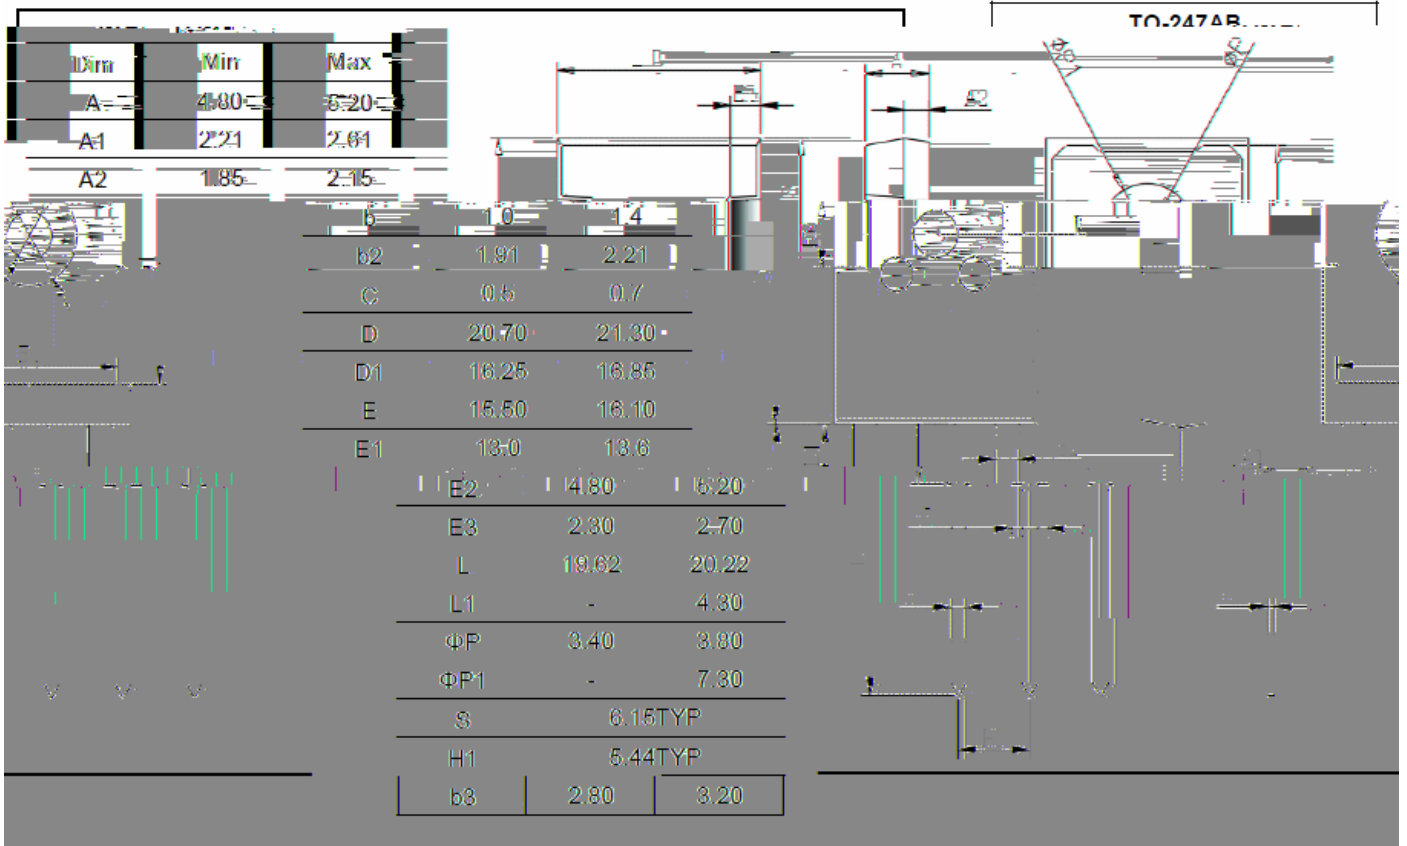 TO-247AB
Dim Min Max
A 4.80 5.20
A1 2.21 2.61
A2 1.85 2.15
b 1.0 1.4
b2 1.91 2.21
C 0.5 0.7
D 20.70 21.30
D1 16.25 16.85
E 15.50 16.10
E1 13.0 13.6
E2 4.80 5.20
E3 2.30 2.70
L 19.62 20.22
L1 - 4.30
ΦP 3.40 3.80
ΦP1 - 7.30
S 6.15TYP
H1 5.44TYP
b3 2.80 3.20